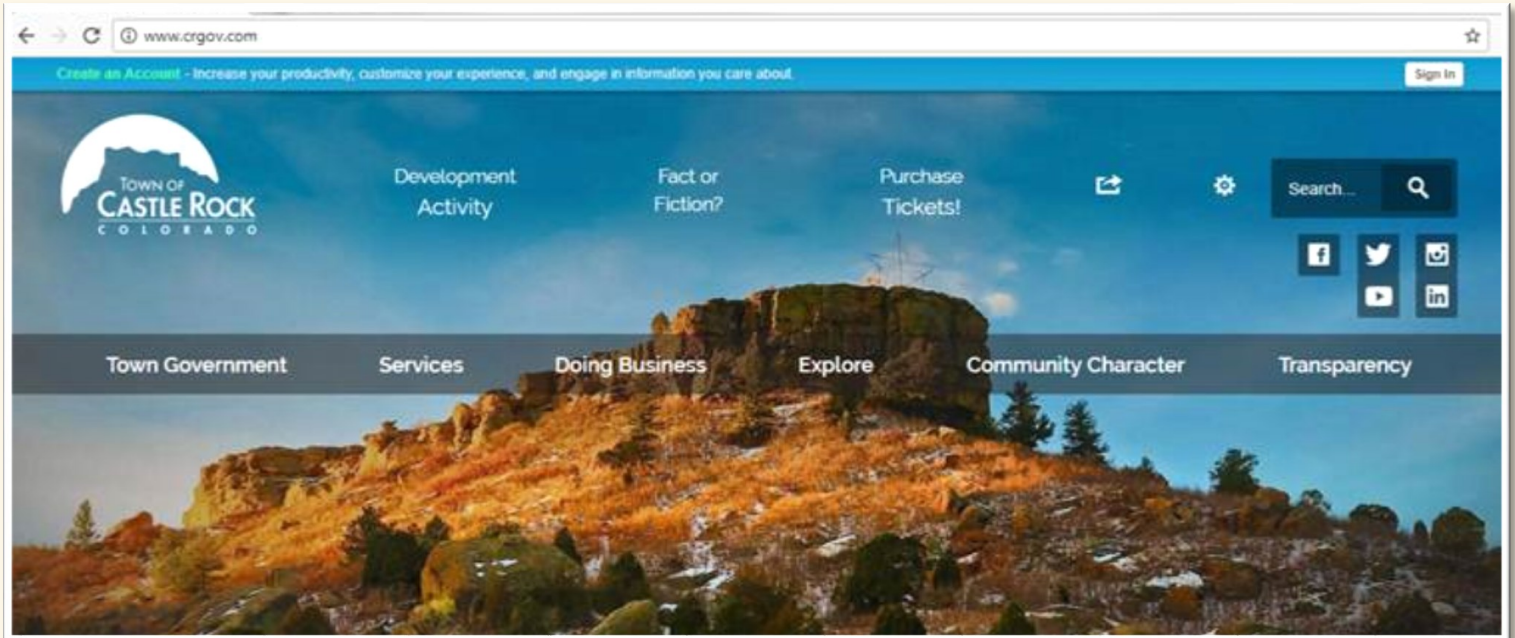 www.crgov.com
Create an Account - Increase your productivity, customize your experience, and engage in information you care about.
Sign In
TOWN OF
CASTLE ROCK
COLORADO
Development
Activity
Fact or
Fiction?
Purchase
Tickets!
Search...
Town Government
Services
Doing Business
Explore
Community Character
Transparency